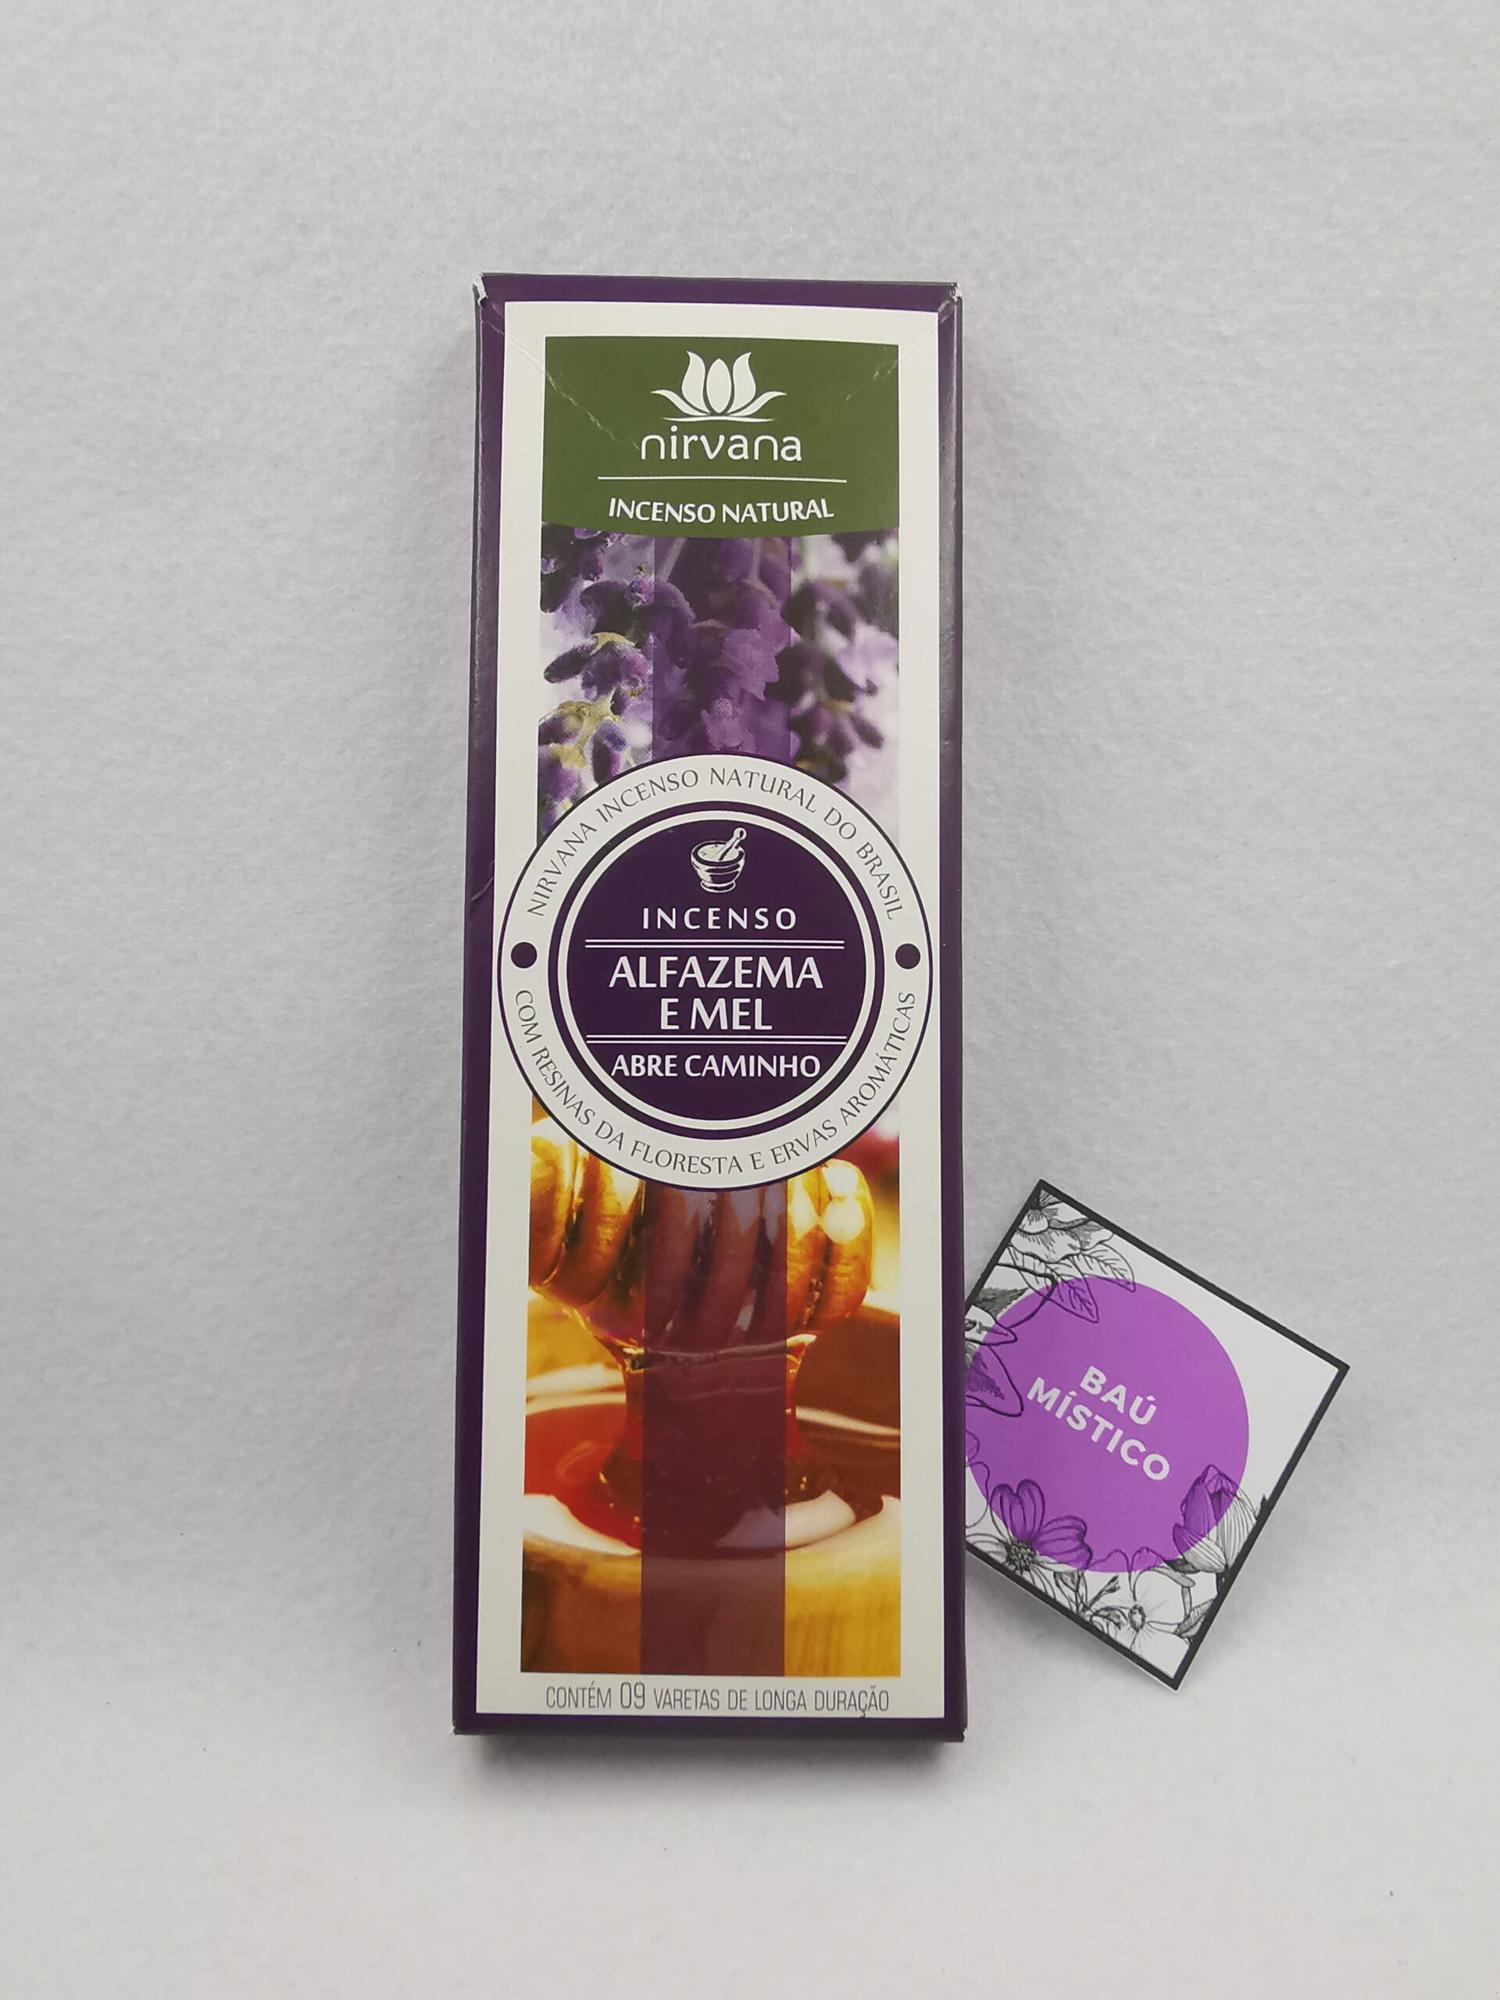 nirvana
INCENSO NATURAL
NIRVANA INCENSO NATURAL DO BRASIL
INCENSO
ALFAZEMA
E MEL
ABRE CAMINHO
COM RESINAS DA FLORESTA E ERVAS AROMÁTICAS
CONTÉM 09 VARETAS DE LONGA DURAÇÃO
BAÚ
MÍSTICO